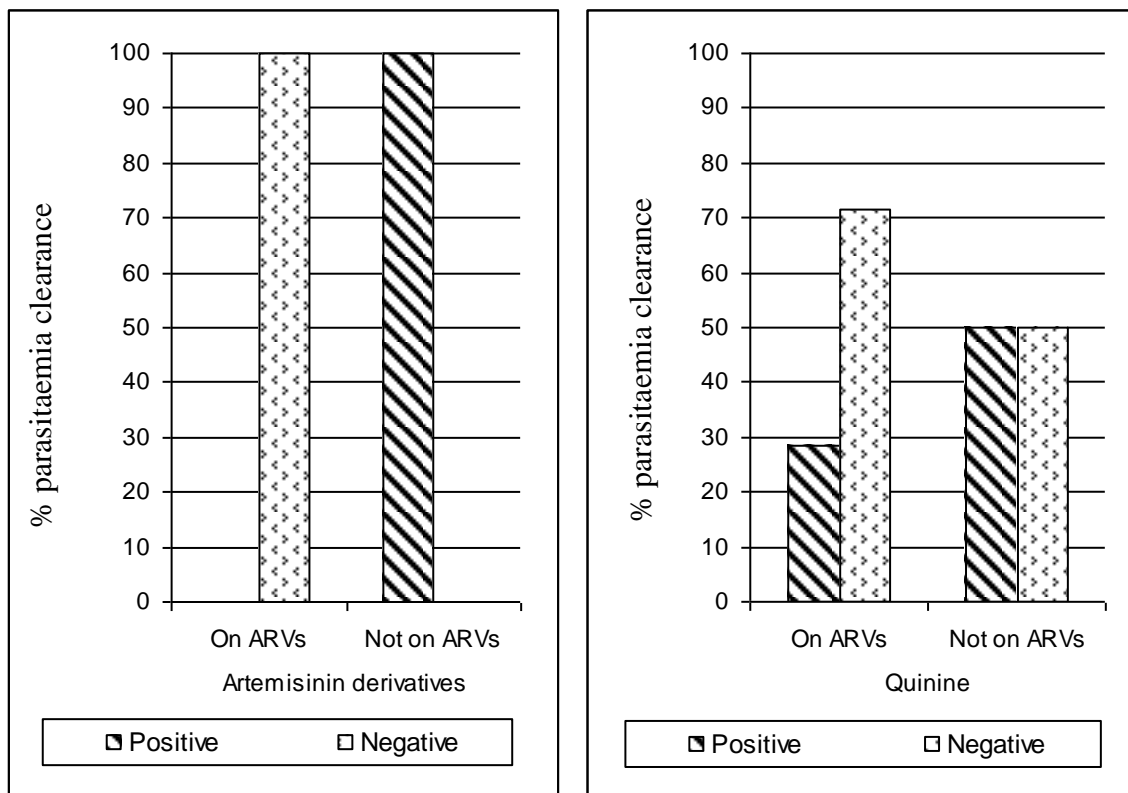 % parasitaemia clearance
100
90
80
70
60
50
40
30
20
10
0
On ARVs Not on ARVs
Artemisinin derivatives
Positive Negative
% parasitaemia clearance
100
90
80
70
60
50
40
30
20
10
0
On ARVs Not on ARVs
Quinine
Positive Negative